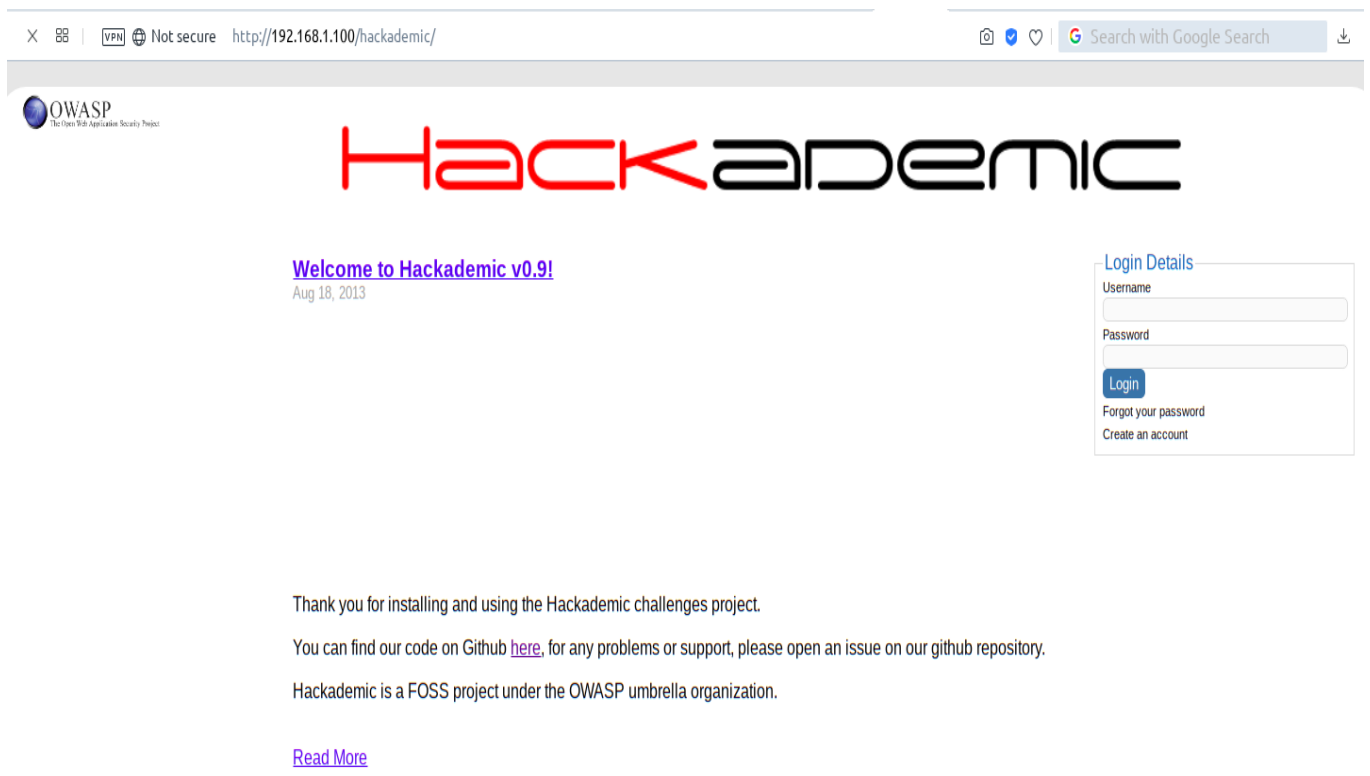 VPN Not secure http://192.168.1.100/hackademic/ G Search with Google Search
OWASP
The Open Web Application Security Project
Hackademic
Welcome to Hackademic v0.9!
Aug 18, 2013
Login Details
Username
Password
Login
Forgot your password
Create an account
Thank you for installing and using the Hackademic challenges project.
You can find our code on Github here, for any problems or support, please open an issue on our github repository.
Hackademic is a FOSS project under the OWASP umbrella organization.
Read More